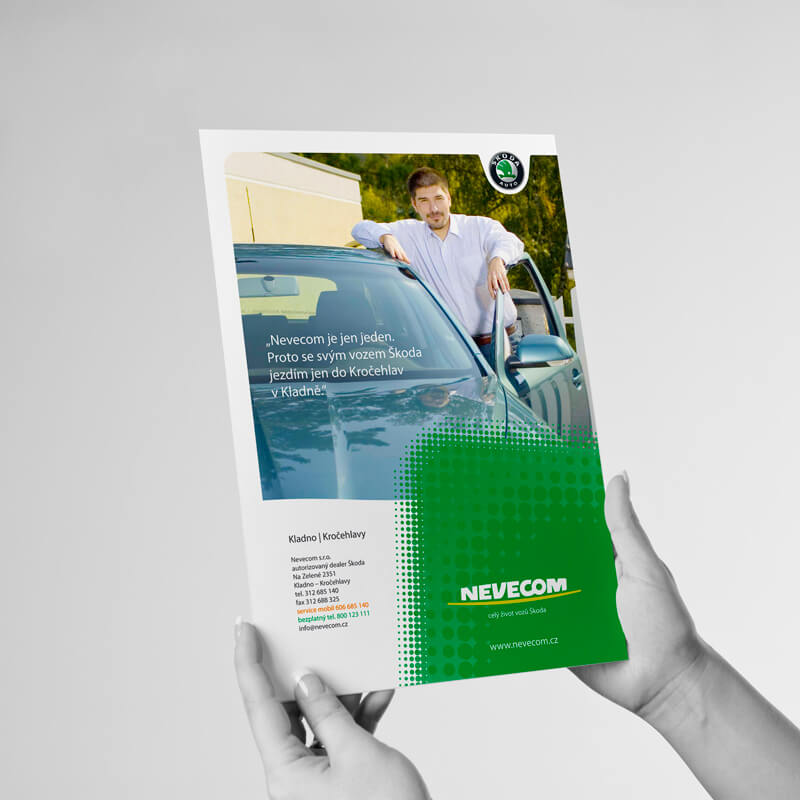 ŠKODA
AUTO
„Nevecom je jen jeden.
Proto se svým vozem Škoda
jezdím jen do Kročehlav
v Kladně.“
Kladno | Kročehlavy
Nevecom s.r.o.
autorizovaný dealer Škoda
Na Zelené 2351
Kladno – Kročehlavy
tel. 312 685 140
fax 312 688 325
service mobil 606 685 140
bezplatný tel. 800 123 111
info@nevecom.cz
NEVECOM
celý život vozů Škoda
www.nevecom.cz